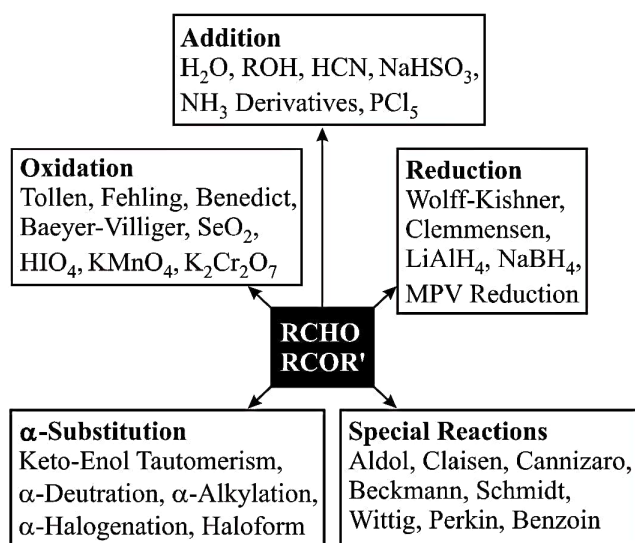 Addition
H₂O, ROH, HCN, NaHSO₃,
NH₃ Derivatives, PCl₅
Oxidation
Tollen, Fehling, Benedict,
Baeyer-Villiger, SeO₂,
HIO₄, KMnO₄, K₂Cr₂O₇
Reduction
Wolff-Kishner,
Clemmensen,
LiAlH₄, NaBH₄,
MPV Reduction
RCHO
RCOR'
α-Substitution
Keto-Enol Tautomerism,
α-Deutration, α-Alkylation,
α-Halogenation, Haloform
Special Reactions
Aldol, Claisen, Cannizaro,
Beckmann, Schmidt,
Wittig, Perkin, Benzoin